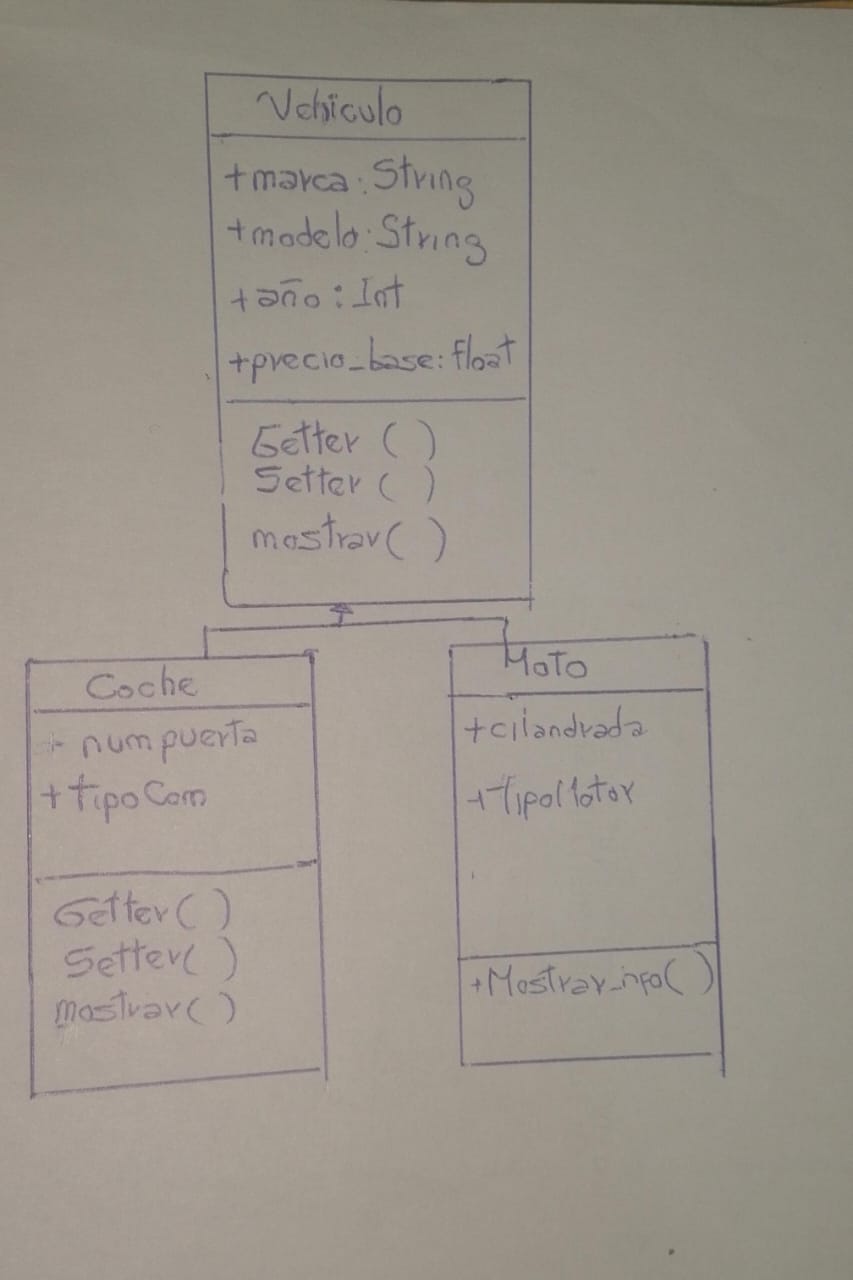 Vehiculo
+marca: String
+modelo: String
+año: Int
+precio_base: float
Getter ( )
Setter ( )
mostrar ( )
Coche
+ numpuerta
+ tipoCom
Getter ( )
Setter ( )
mostrar ( )
Moto
+cilandrada
+TipoMotor
+Mostrar_info( )